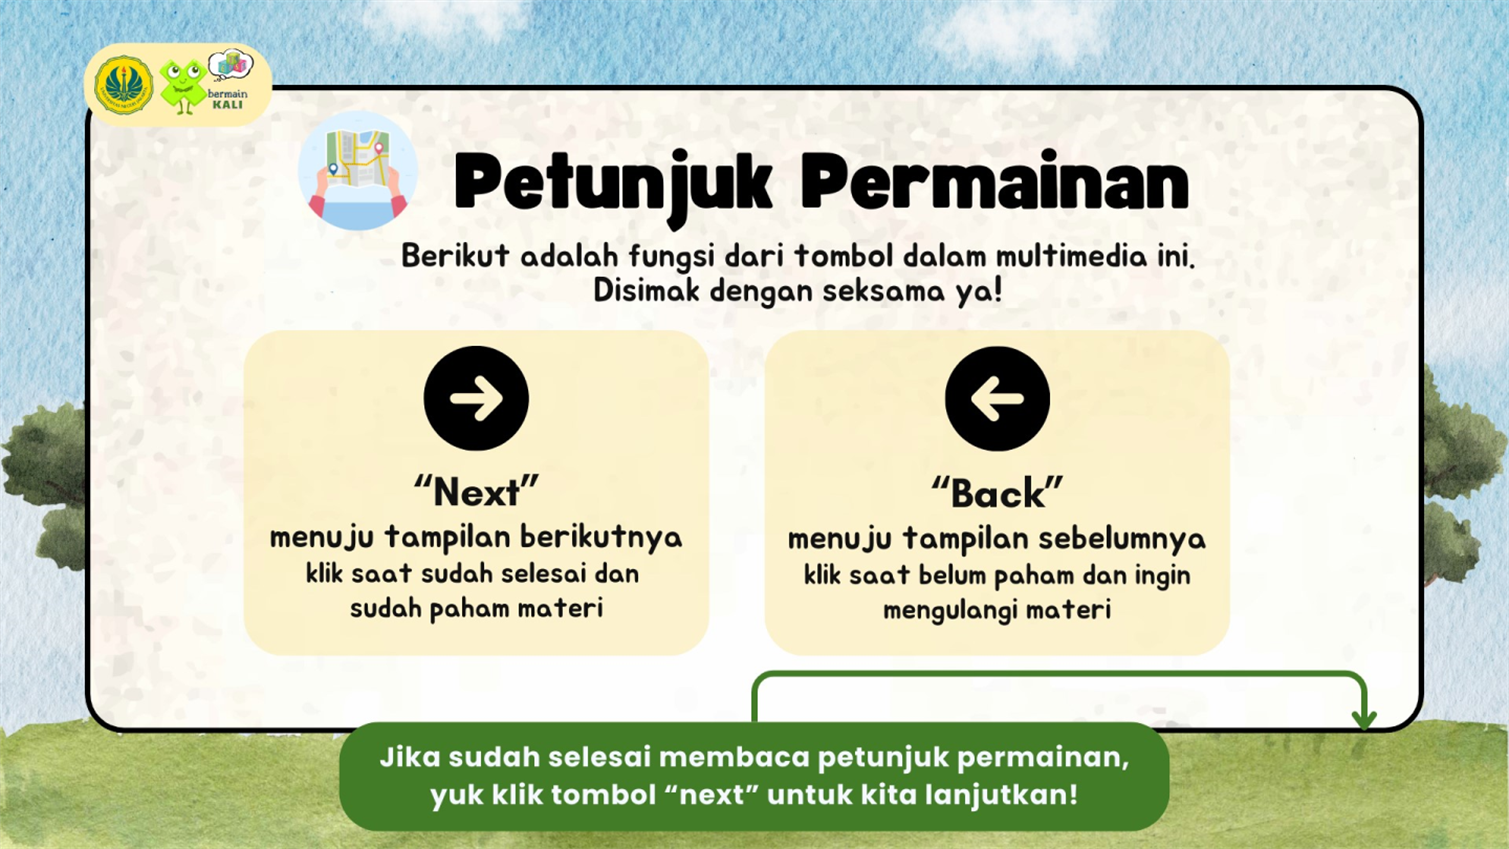 bermain
KALI
Petunjuk Permainan
Berikut adalah fungsi dari tombol dalam multimedia ini.
Disimak dengan seksama ya!
“Next”
menuju tampilan berikutnya
klik saat sudah selesai dan
sudah paham materi
“Back”
menuju tampilan sebelumnya
klik saat belum paham dan ingin
mengulangi materi
Jika sudah selesai membaca petunjuk permainan,
yuk klik tombol “next” untuk kita lanjutkan!